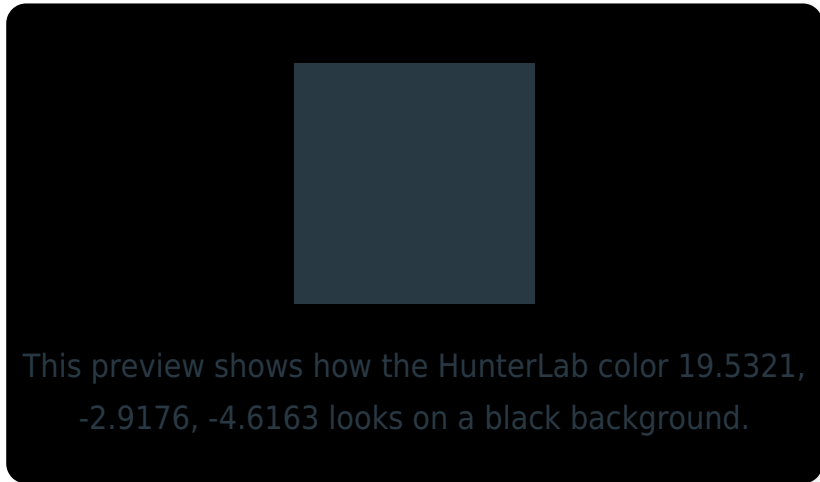 This preview shows how the HunterLab color 19.5321,
-2.9176, -4.6163 looks on a black background.